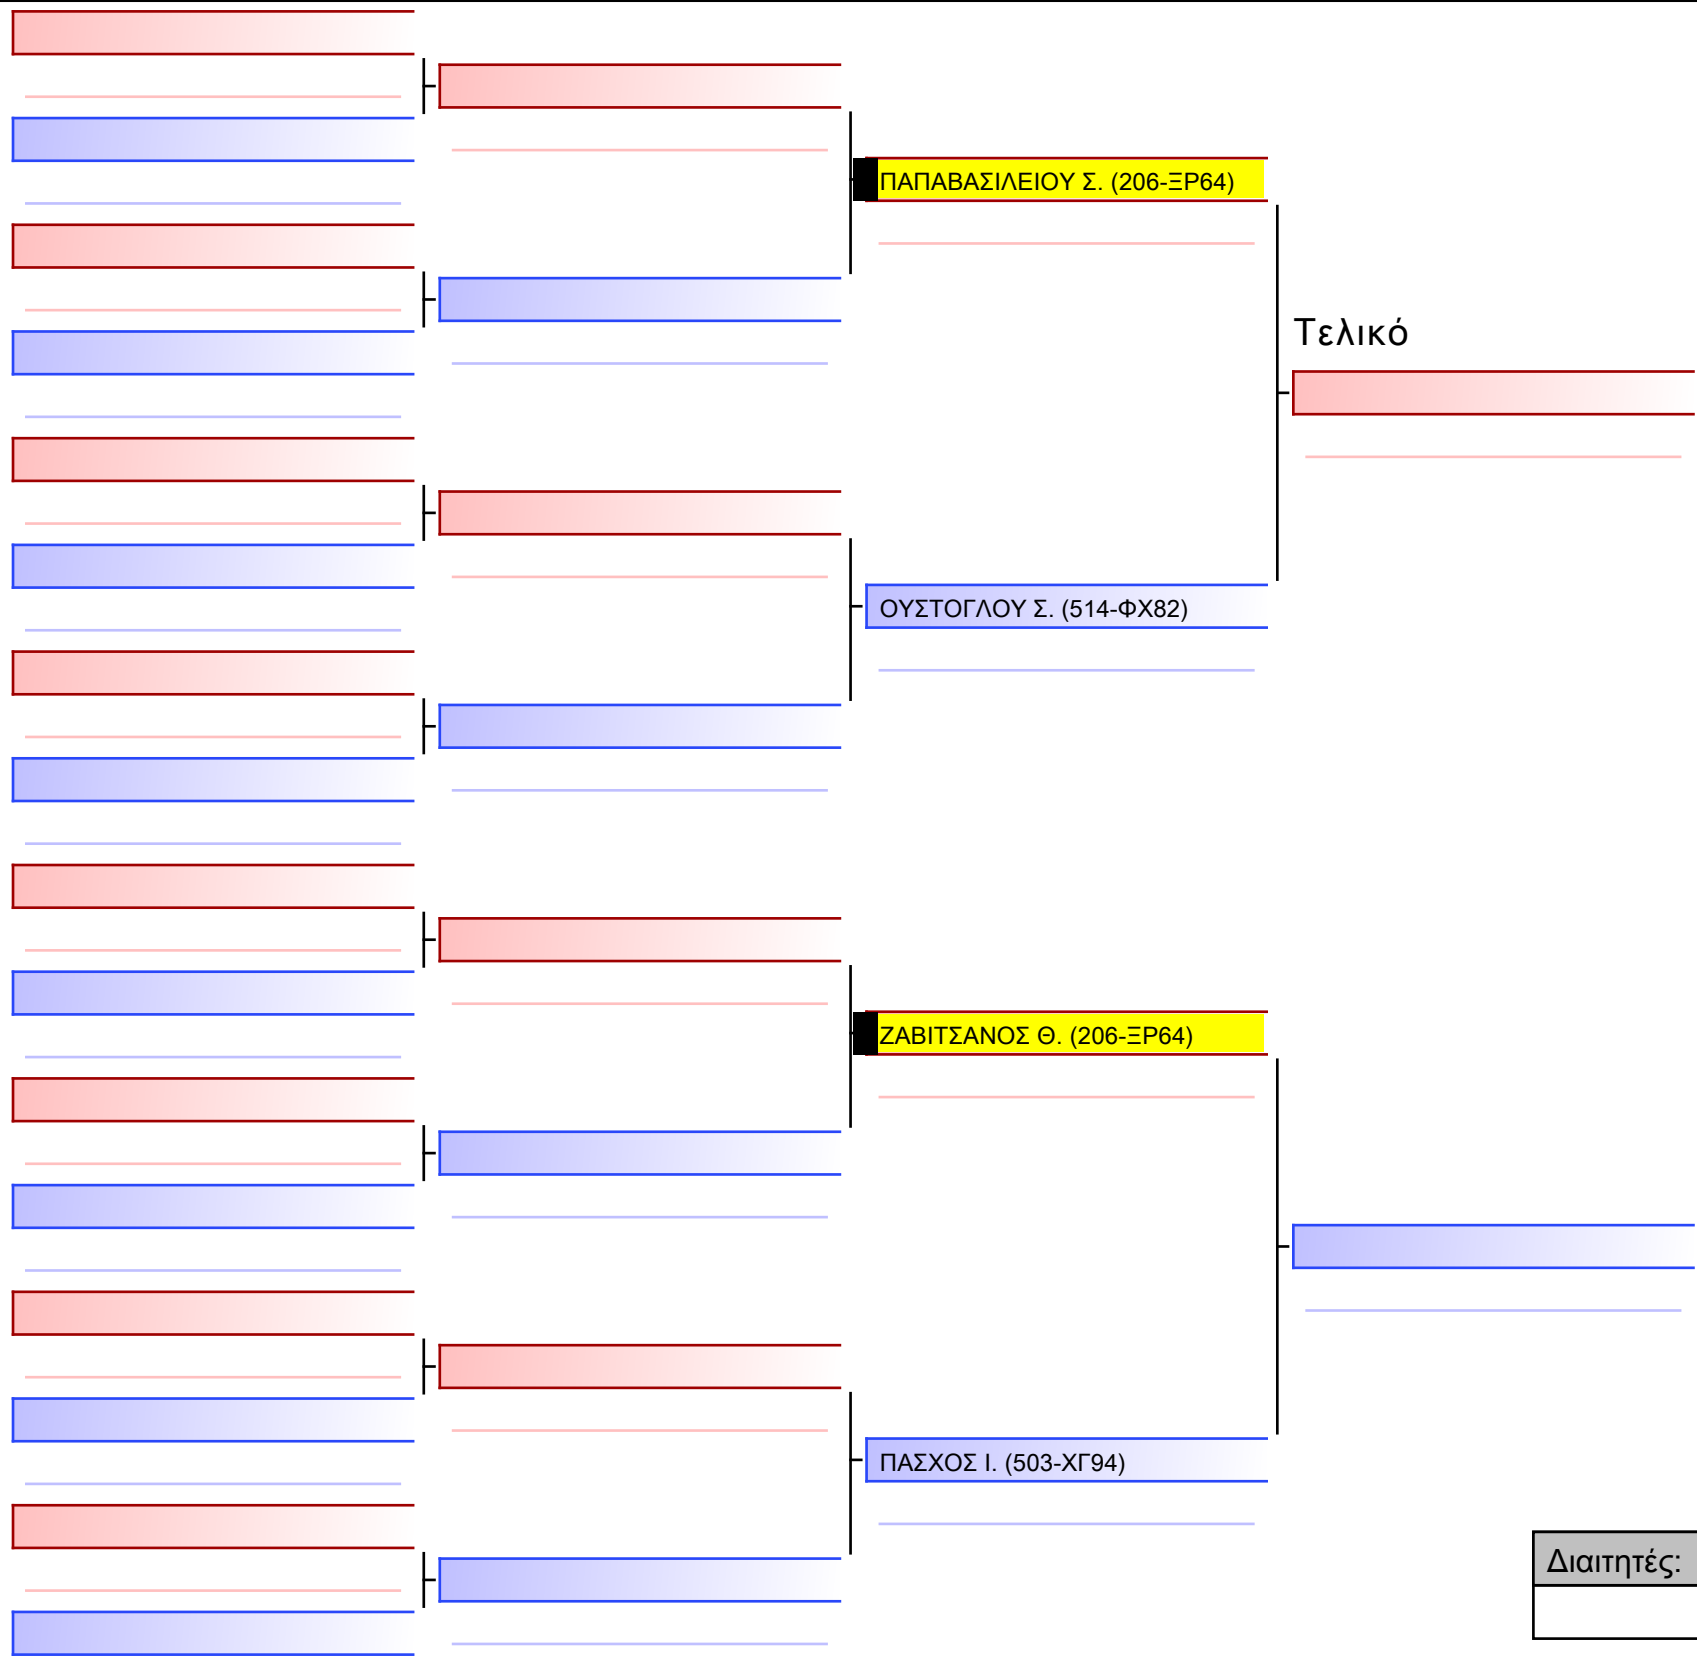 ΠΑΠΑΒΑΣΙΛΕΙΟΥ Σ. (206-ΞΡ64)
Τελικό
ΟΥΣΤΟΓΛΟΥ Σ. (514-ΦΧ82)
ΖΑΒΙΤΣΑΝΟΣ Θ. (206-ΞΡ64)
ΠΑΣΧΟΣ Ι. (503-ΧΓ94)
Διαιτητές: